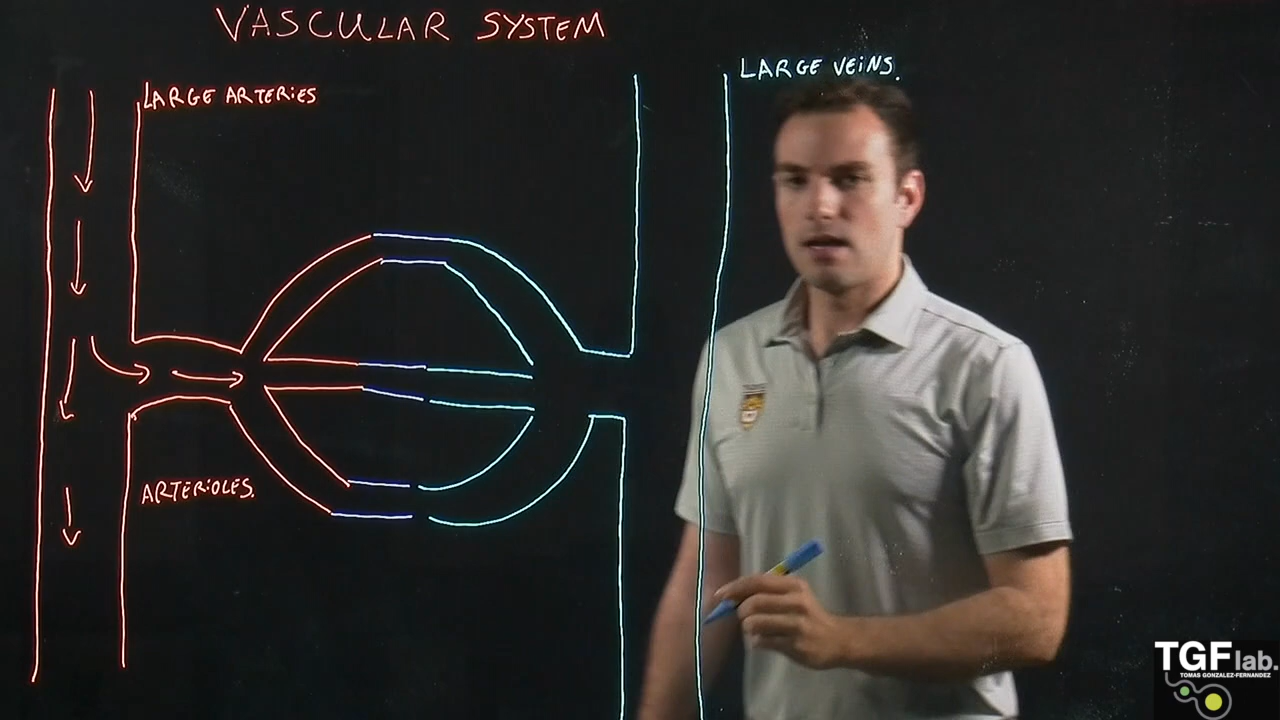 VASCULAR SYSTEM
LARGE ARTERIES
LARGE VEINS.
ARTERIOLES.
TGF lab.
TOMAS GONZALEZ-FERNANDEZ